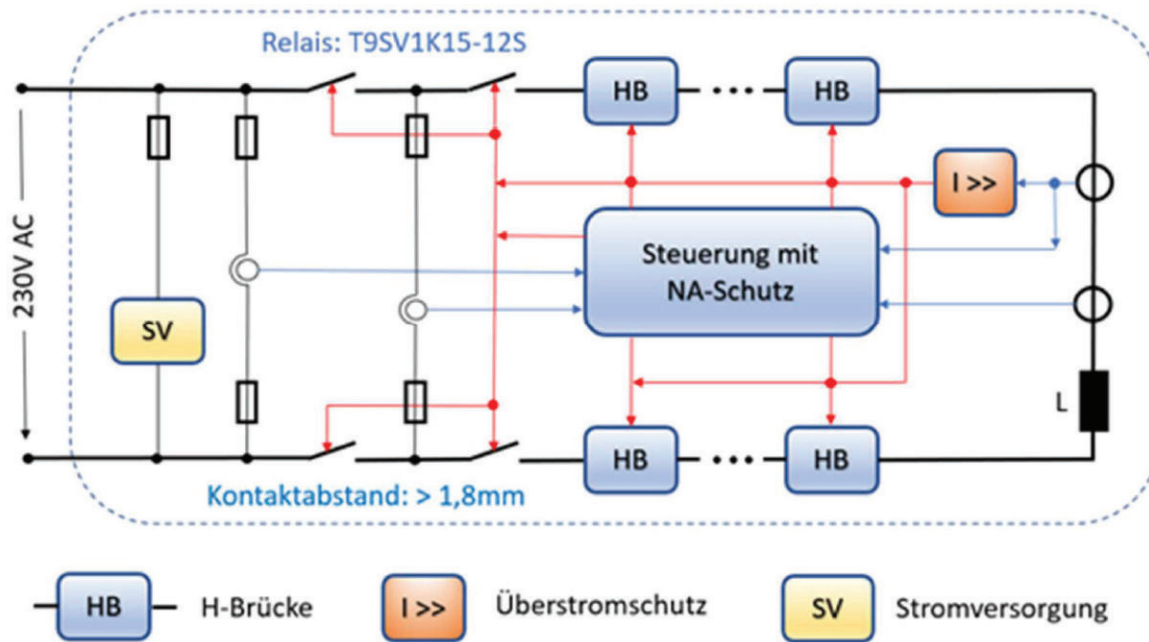 Relais: T9SV1K15-12S
HB
HB
I >>
230V AC
Steuerung mit
NA-Schutz
SV
L
HB
HB
Kontaktabstand: > 1,8mm
HB
H-Brücke
I >>
Überstromschutz
SV
Stromversorgung